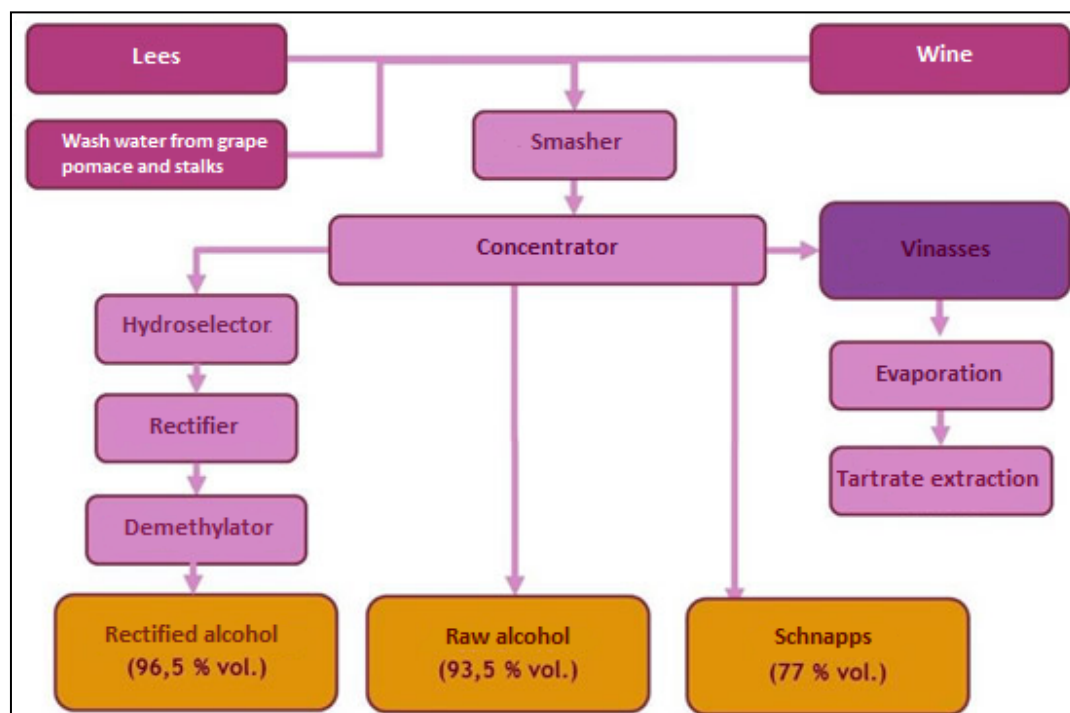 Lees
Wine
Wash water from grape
pomace and stalks
Smasher
Concentrator
Vinasses
Hydroselector
Evaporation
Rectifier
Tartrate extraction
Demethylator
Rectified alcohol
(96,5 % vol.)
Raw alcohol
(93,5 % vol.)
Schnapps
(77 % vol.)